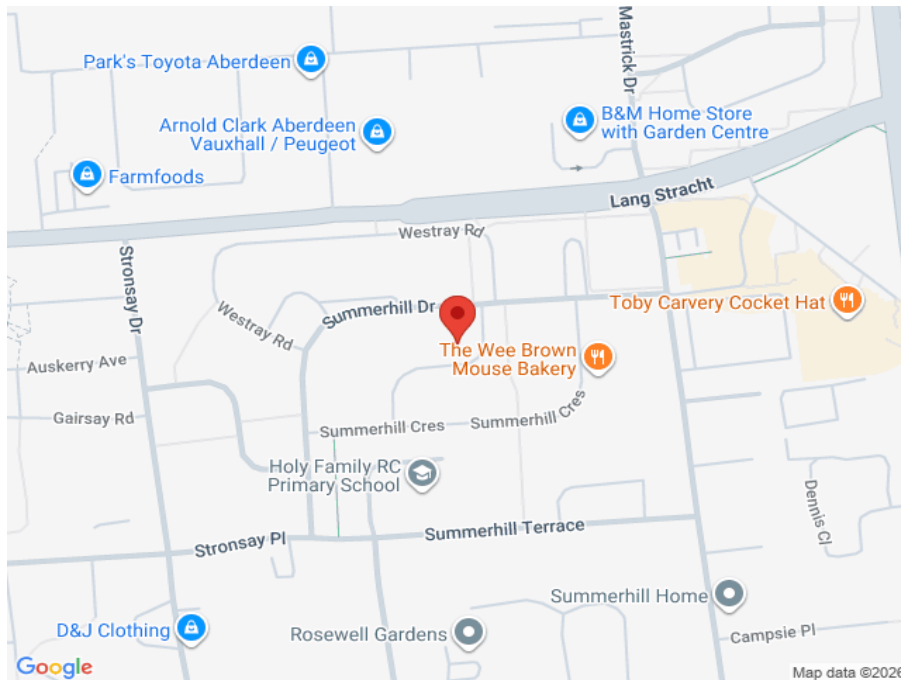 Mastrick Dr
Park's Toyota Aberdeen
Arnold Clark Aberdeen
Vauxhall / Peugeot
B&M Home Store
with Garden Centre
Farmfoods
Lang Stracht
Westray Rd
Stronsay Dr
Summerhill Dr
Toby Carvery Cocket Hat
Westray Rd
The Wee Brown
Mouse Bakery
Auskerry Ave
Gairsay Rd
Summerhill Cres
Summerhill Cres
Holy Family RC
Primary School
Dennis Cl
Summerhill Terrace
Stronsay Pl
Summerhill Home
D&J Clothing
Rosewell Gardens
Campsie Pl
Google
Map data ©2026